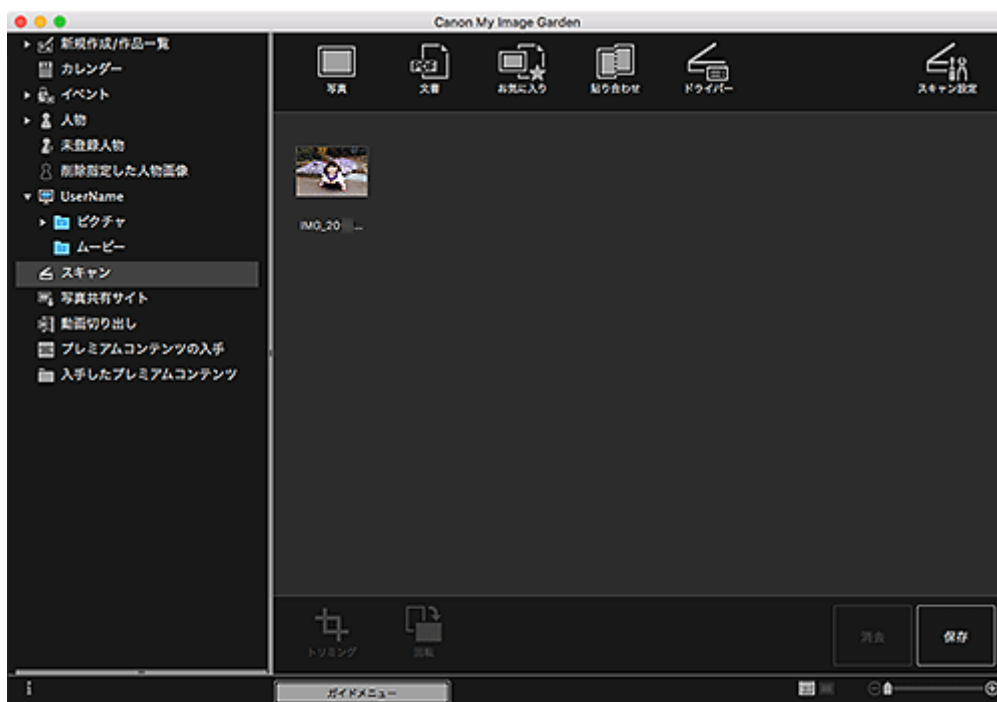 Canon My Image Garden
新規作成/作品一覧
カレンダー
イベント
人物
未登録人物
削除指定した人物画像
UserName
ピクチャ
ムービー
スキャン
写真共有サイト
動画切り出し
プレミアムコンテンツの入手
入手したプレミアムコンテンツ
写真
文書
お気に入り
貼り合わせ
ドライバー
スキャン設定
PDF
IMG_20 ...
トリミング
回転
消去
保存
ガイドメニュー